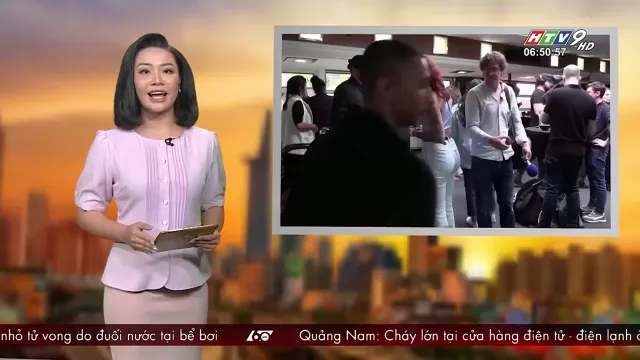 HTV9 HD
06:50:57
nhỏ tử vong do đuối nước tại bể bơi 60 Quảng Nam: Cháy lớn tại cửa hàng điện tử - điện lạnh